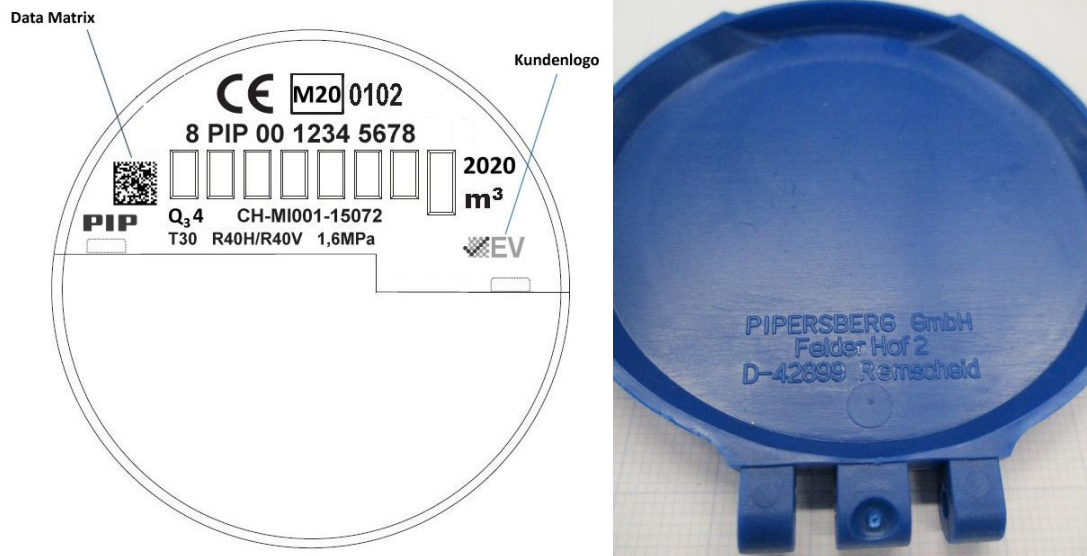 Data Matrix
Kundenlogo
CE M20 0102
8 PIP 00 1234 5678
2020
m³
PIP
Q₃4 CH-MI001-15072
T30 R40H/R40V 1,6MPa
EV
PIPERSBERG GmbH
Felder Hof 2
D-42899 Remscheid